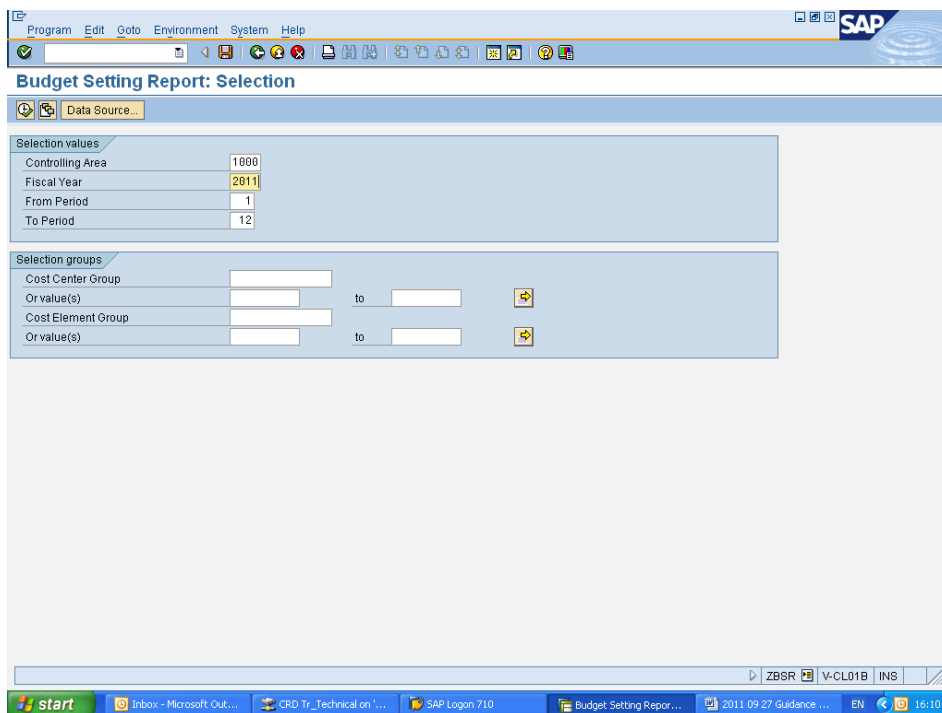 Program Edit Goto Environment System Help
SAP
Budget Setting Report: Selection
Data Source...
Selection values
Controlling Area 1000
Fiscal Year 2011
From Period 1
To Period 12
Selection groups
Cost Center Group
Or value(s) to
Cost Element Group
Or value(s) to
ZBSR V-CL01B INS
start Inbox - Microsoft Out... CRD Tr_Technical on '... SAP Logon 710 Budget Setting Repor... 2011 09 27 Guidance ... EN 16:10